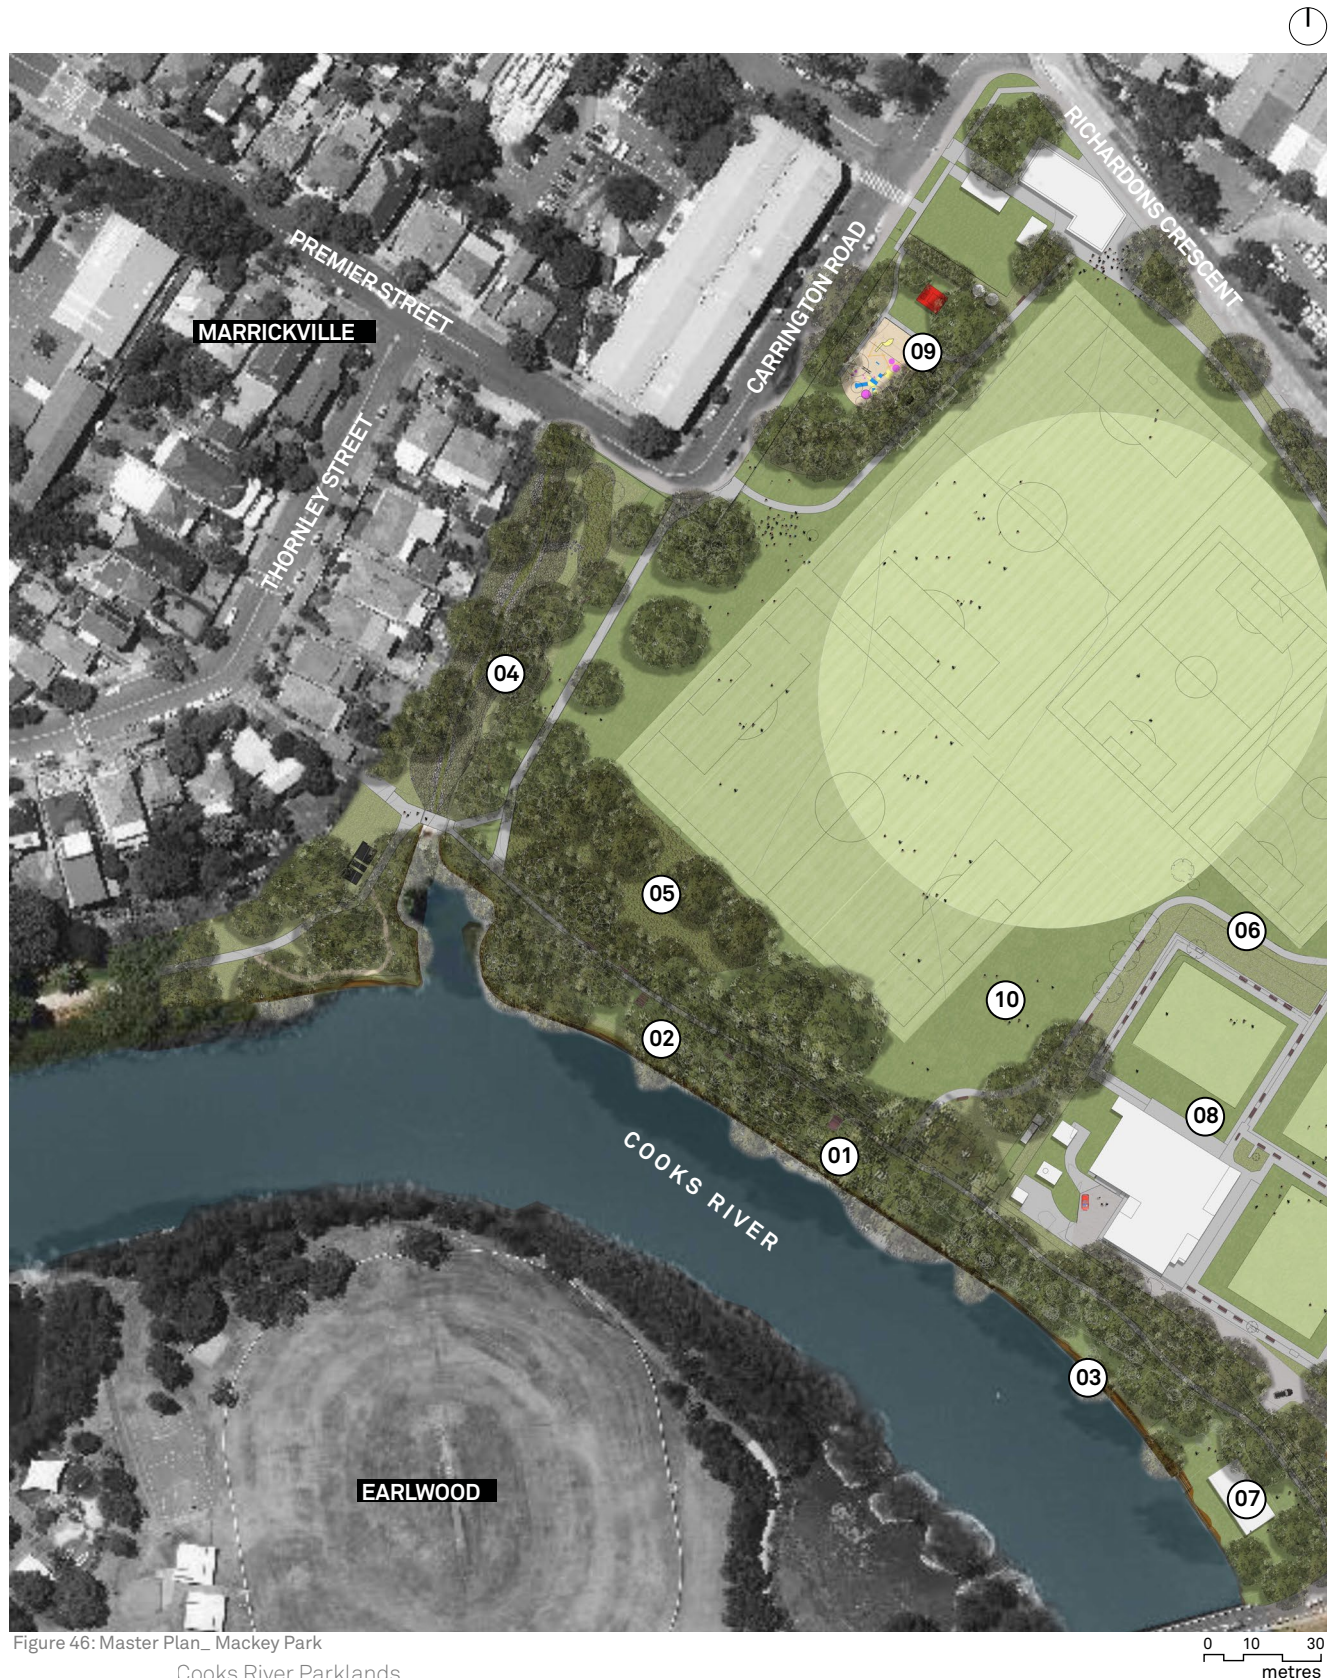 RICHARDONS CRESCENT
PREMIER STREET
CARRINGTON ROAD
MARRICKVILLE
09
THORNLEY STREET
04
05
06
10
02
08
01
COOKS RIVER
03
EARLWOOD
07
Figure 46: Master Plan_ Mackey Park
0 10 30
metres
Cooks River Parklands